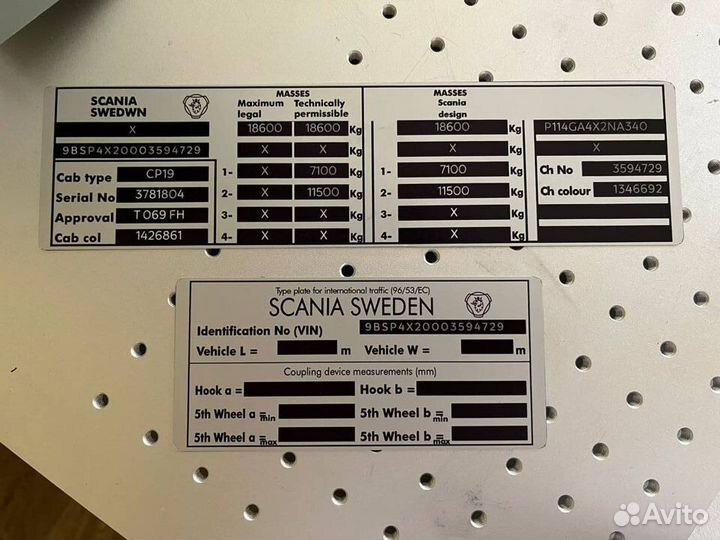 SCANIA
SWEDWN
MASSES
Maximum legal
Technically permissible
MASSES
Scania design
X
18600 18600 Kg
18600 Kg
P114GA4X2NA340
9BSP4X20003594729
X X Kg
X Kg
X
Cab type CP19
1- X 7100 Kg
1- 7100 Kg
Ch No 3594729
Serial No 3781804
2- X 11500 Kg
2- 11500 Kg
Ch colour 1346692
Approval T 069 FH
3- X X Kg
3- X Kg
Cab col 1426861
4- X X Kg
4- X Kg
Type plate for international traffic (96/53/EC)
SCANIA SWEDEN
Identification No (VIN) 9BSP4X20003594729
Vehicle L = m Vehicle W = m
Coupling device measurements (mm)
Hook a = Hook b =
5th Wheel a = min 5th Wheel b = min
5th Wheel a = max 5th Wheel b = max
Avito